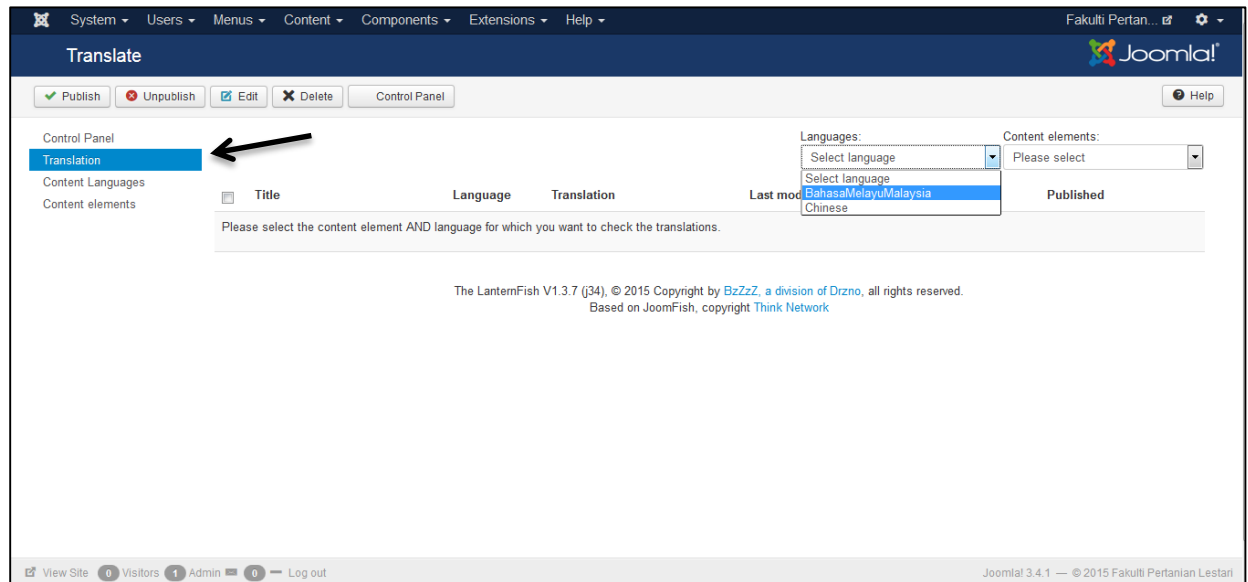 System Users Menus Content Components Extensions Help Fakulti Pertan...
Translate Joomla!
Publish Unpublish Edit Delete Control Panel Help
Control Panel
Translation
Content Languages
Content elements
Languages: Content elements:
Select language Please select
Select language
BahasaMelayuMalaysia
Chinese
Title Language Translation Last mod Published
Please select the content element AND language for which you want to check the translations.
The LanternFish V1.3.7 (j34), © 2015 Copyright by BzZzZ, a division of Drzno, all rights reserved.
Based on JoomFish, copyright Think Network
View Site 0 Visitors 1 Admin 0 Log out Joomla! 3.4.1 — © 2015 Fakulti Pertanian Lestari